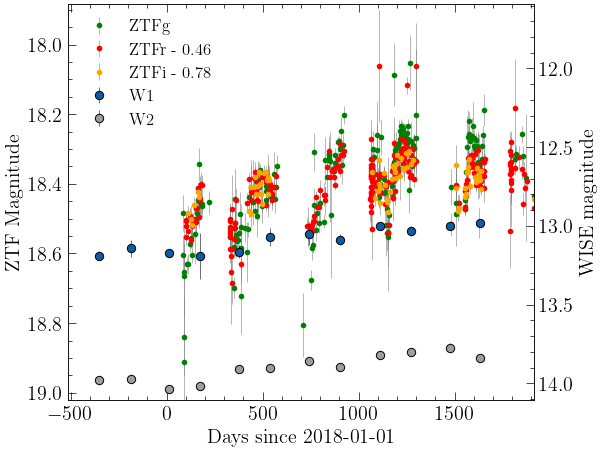 ZTFg
ZTFr - 0.46
ZTFi - 0.78
W1
W2
ZTF Magnitude
18.0
18.2
18.4
18.6
18.8
19.0
WISE magnitude
12.0
12.5
13.0
13.5
14.0
−500
0
500
1000
1500
Days since 2018-01-01